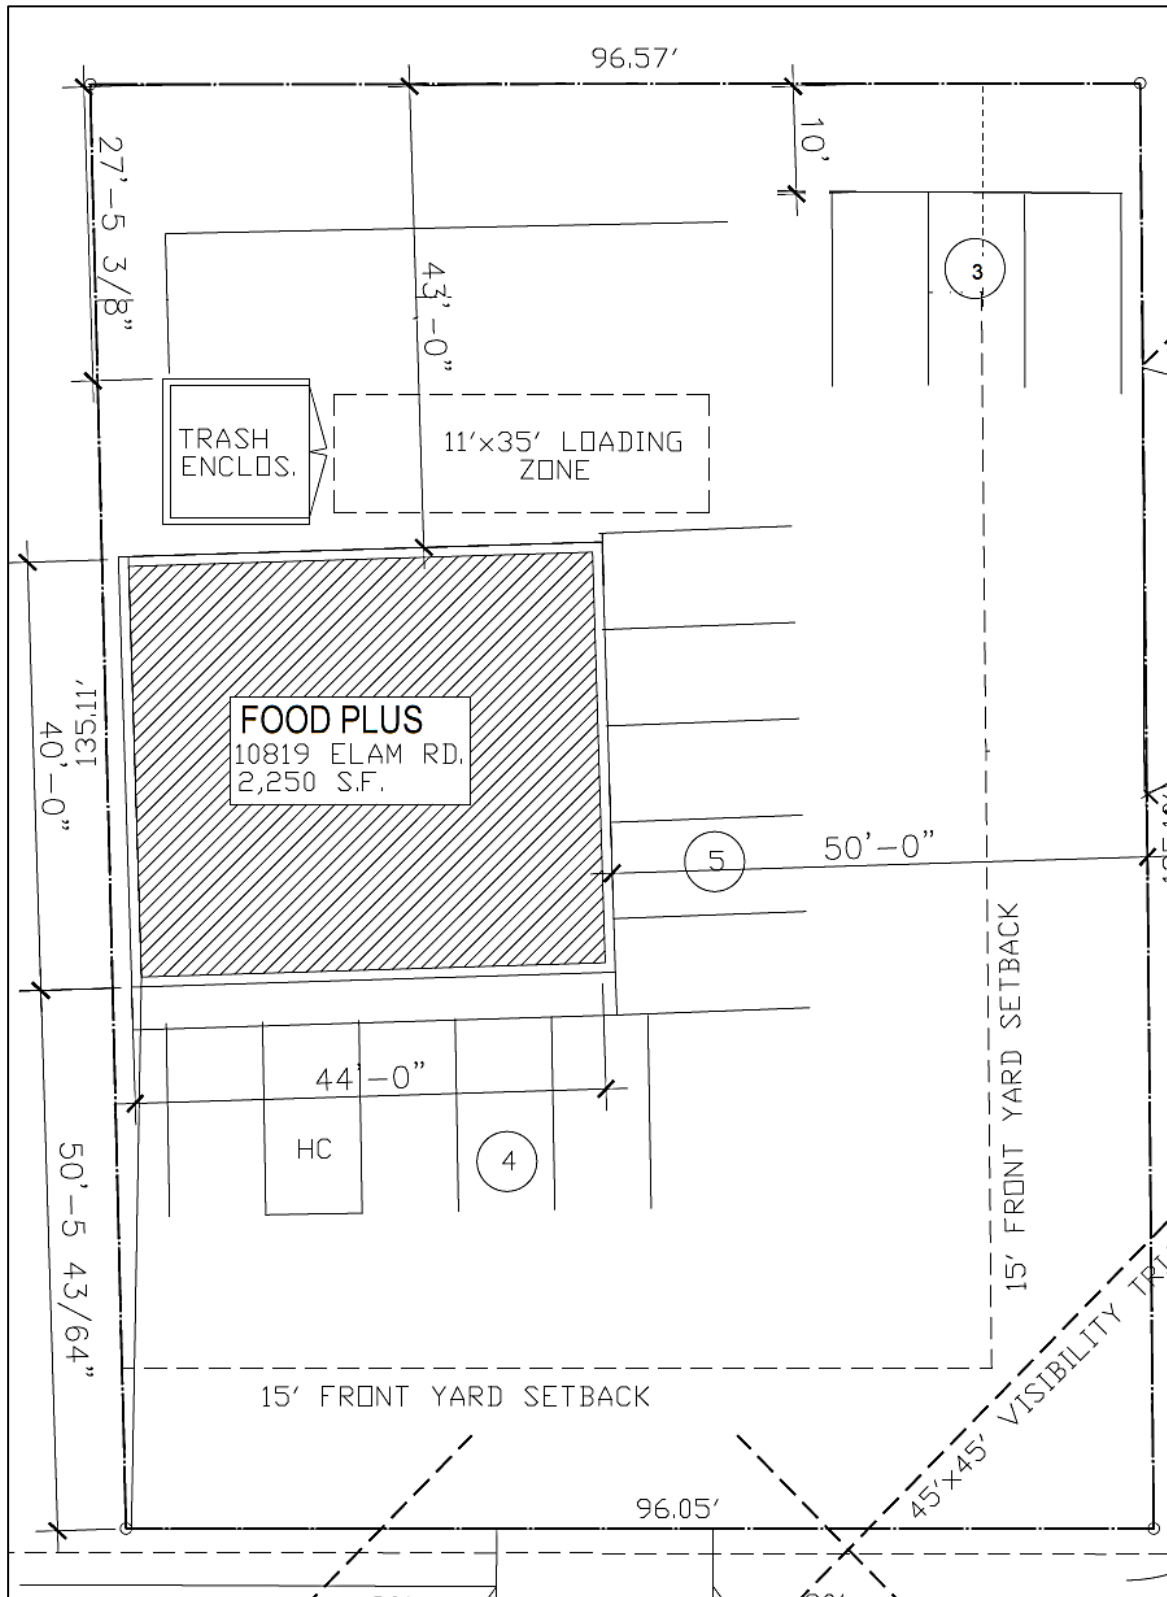 96.57'
10'
27'-5 3/8"
3
43'-0"
TRASH
ENCLOS.
11'x35' LOADING
ZONE
135.11'
40'-0"
FOOD PLUS
10819 ELAM RD.
2,250 S.F.
5
50'-0"
15' FRONT YARD SETBACK
44'-0"
HC
4
50'-5 43/64"
15' FRONT YARD SETBACK
45'x45' VISIBILITY
96.05'